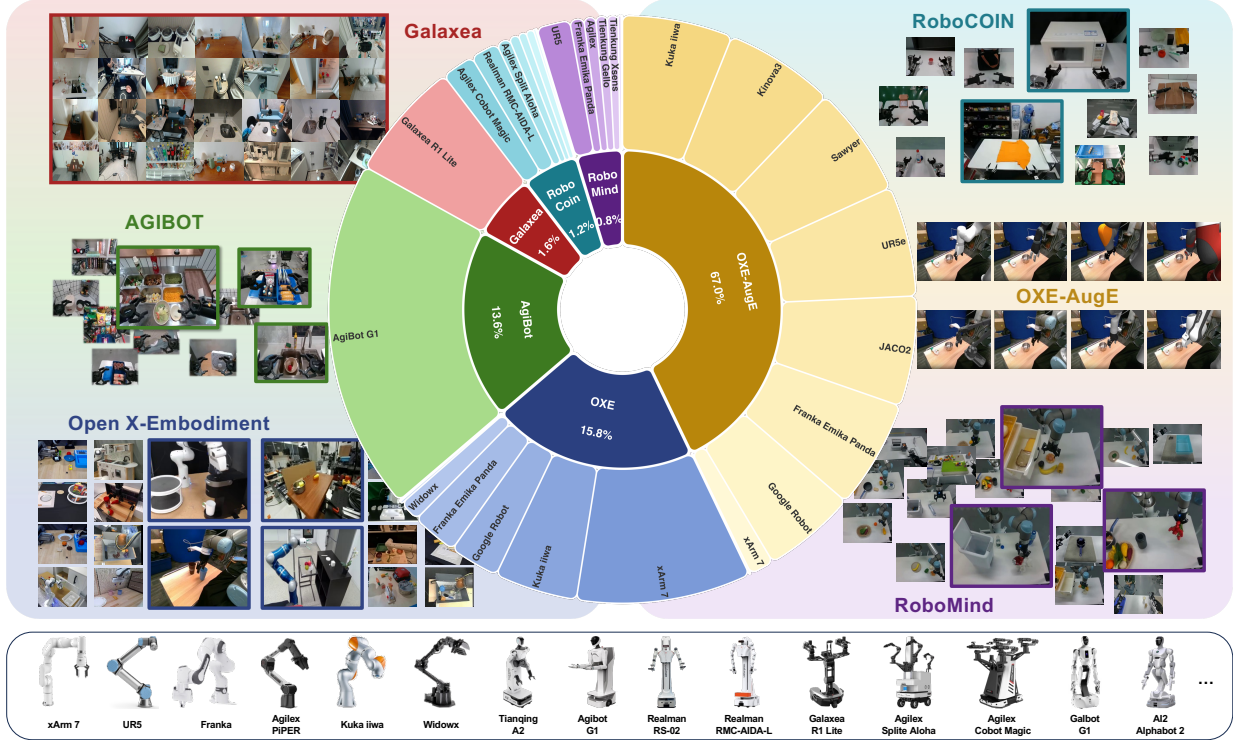 Galaxea
RoboCOIN
AGIBOT
OXE-AugE
Open X-Embodiment
RoboMind
OXE-AugE
67.0%
OXE
15.8%
AgiBot
13.6%
Galaxea
1.6%
Robo
Coin
1.2%
Robo
Mind
0.8%
Kuka iiwa
Kinova3
Sawyer
UR5e
JACO2
Franka Emika Panda
Google Robot
xArm 7
xArm 7
Kuka iiwa
Google Robot
Franka Emika Panda
Widowx
AgiBot G1
Galaxea R1 Lite
Agilex Cobot Magic
Realman RMC-AIDA-L
Agilex Split Aloha
UR5
Franka Emika Panda
Agilex
Tienkung Gello
Tienkung Xsens
xArm 7
UR5
Franka
Agilex
PiPER
Kuka iiwa
Widowx
Tianqing
A2
Agibot
G1
Realman
RS-02
Realman
RMC-AIDA-L
Galaxea
R1 Lite
Agilex
Splite Aloha
Agilex
Cobot Magic
Galbot
G1
AI2
Alphabot 2
...